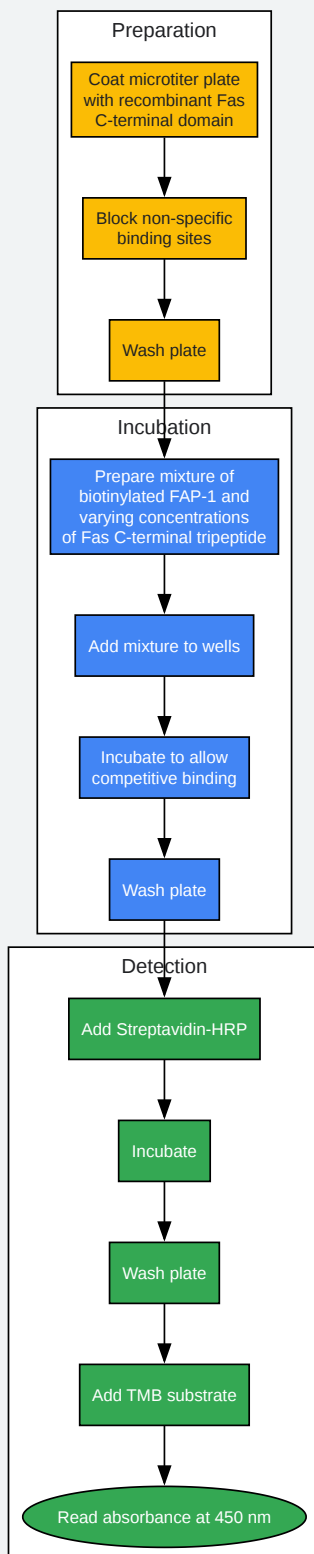 Preparation
Coat microtiter plate
with recombinant Fas
C-terminal domain
Block non-specific
binding sites
Wash plate
Incubation
Prepare mixture of
biotinylated FAP-1 and
varying concentrations
of Fas C-terminal tripeptide
Add mixture to wells
Incubate to allow
competitive binding
Wash plate
Detection
Add Streptavidin-HRP
Incubate
Wash plate
Add TMB substrate
Read absorbance at 450 nm